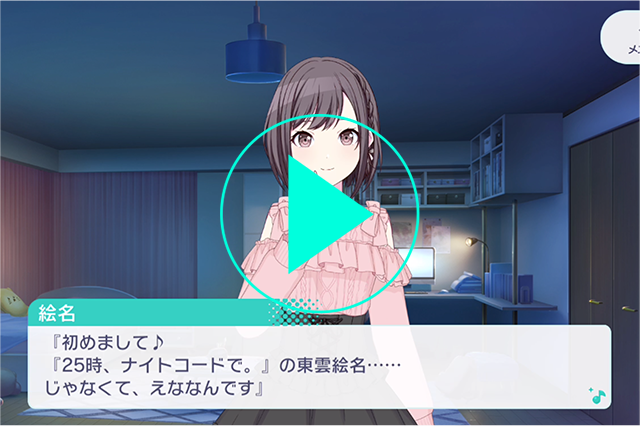 メ
絵名
『初めまして♪
『25時、ナイトコードで。』の東雲絵名……
じゃなくて、えななんです』